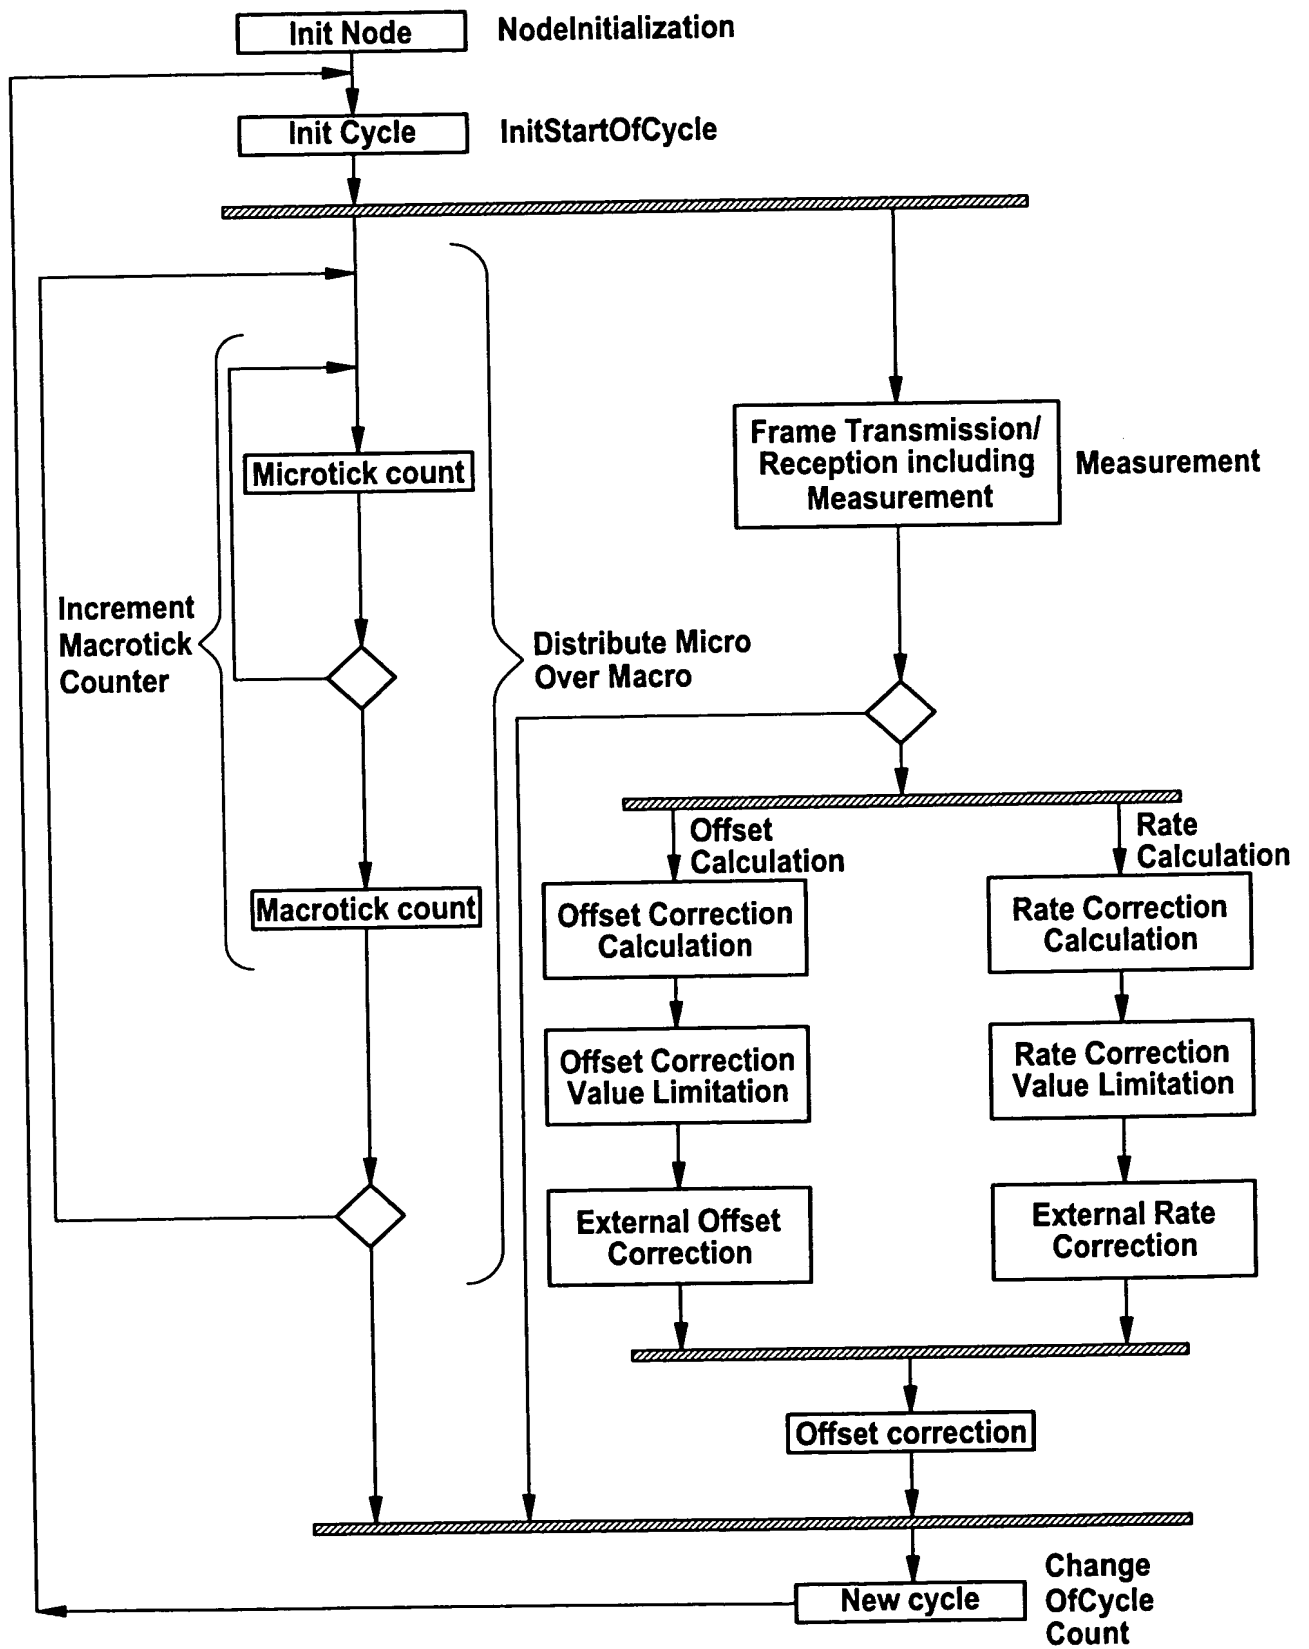 Init Node
NodeInitialization
Init Cycle
InitStartOfCycle
Frame Transmission/
Reception including
Measurement
Measurement
Microtick count
Increment
Macrotick
Counter
Distribute Micro
Over Macro
Offset
Calculation
Rate
Calculation
Macrotick count
Offset Correction
Calculation
Rate Correction
Calculation
Offset Correction
Value Limitation
Rate Correction
Value Limitation
External Offset
Correction
External Rate
Correction
Offset correction
New cycle
Change
OfCycle
Count